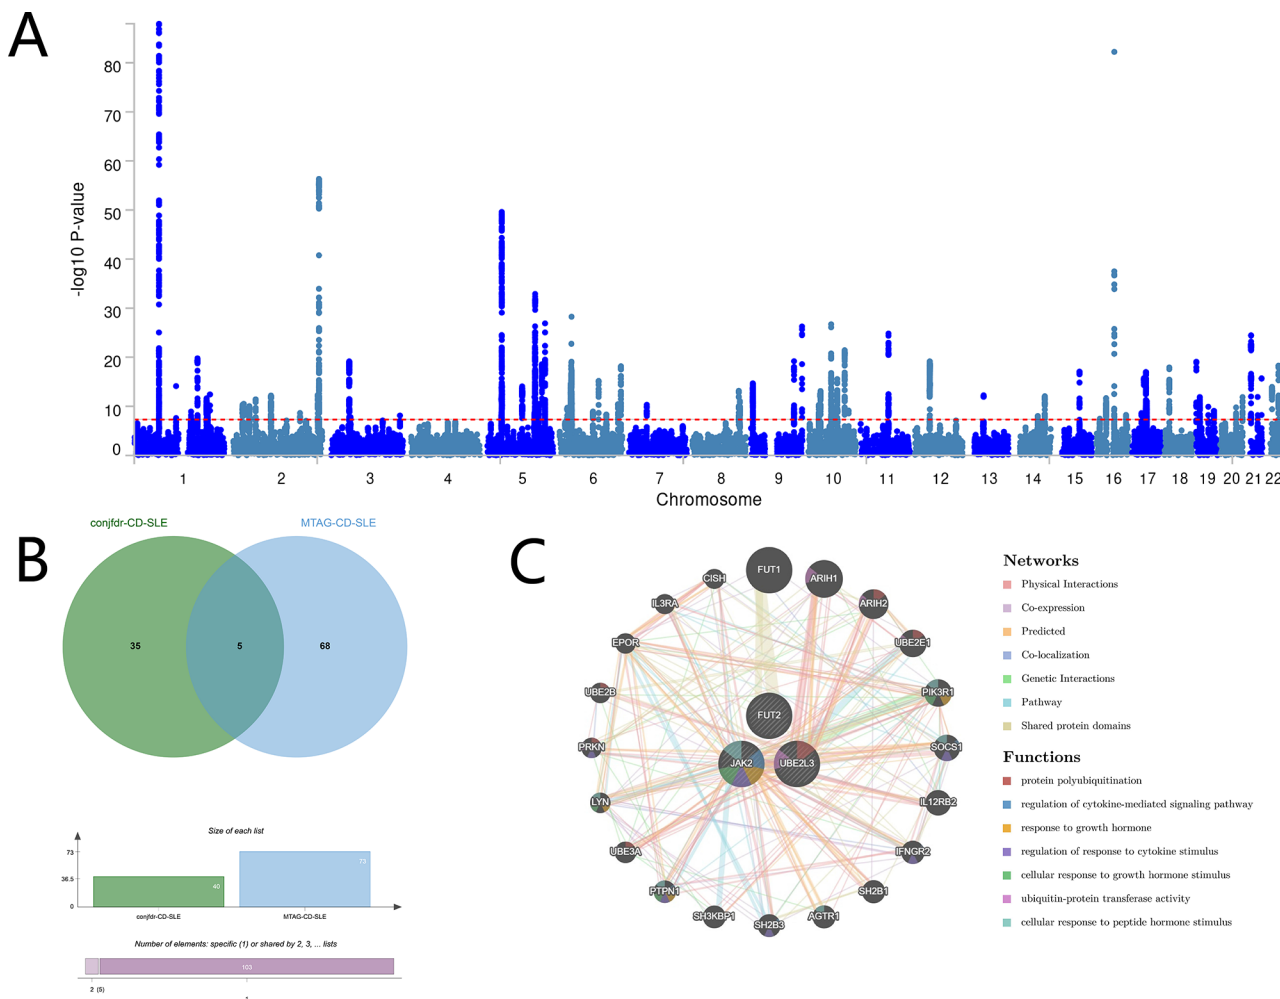 A
80
70
60
50
40
30
20
10
0
-log10 P-value
1 2 3 4 5 6 7 8 9 10 11 12 13 14 15 16 17 18 19 20 21 22
Chromosome
B
conjfdr-CD-SLE MTAG-CD-SLE
35 5 68
Size of each list
73
36.5
0
40
73
conjfdr-CD-SLE MTAG-CD-SLE
Number of elements: specific (1) or shared by 2, 3, ... lists
103
2 (5)
C
FUT1
CISH
ARIH1
IL3RA
ARIH2
EPOR
UBE2E1
UBE2B
PIK3R1
FUT2
PRKN
SOCS1
JAK2
UBE2L3
LYN
IL12RB2
UBE3A
IFNGR2
PTPN1
SH2B1
SH3KBP1
AGTR1
SH2B3
Networks
Physical Interactions
Co-expression
Predicted
Co-localization
Genetic Interactions
Pathway
Shared protein domains
Functions
protein polyubiquitination
regulation of cytokine-mediated signaling pathway
response to growth hormone
regulation of response to cytokine stimulus
cellular response to growth hormone stimulus
ubiquitin-protein transferase activity
cellular response to peptide hormone stimulus